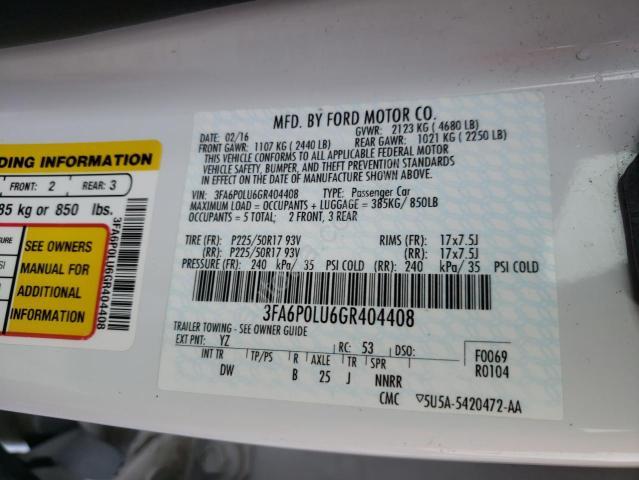 DING INFORMATION
FRONT: 2 REAR: 3
85 kg or 850 lbs.
SEE OWNERS
MANUAL FOR
ADDITIONAL
INFORMATION
3FA6P0LU6GR404408
MFD. BY FORD MOTOR CO.
DATE: 02/16 GVWR: 2123 KG ( 4680 LB)
FRONT GAWR: 1107 KG ( 2440 LB) REAR GAWR: 1021 KG ( 2250 LB)
THIS VEHICLE CONFORMS TO ALL APPLICABLE FEDERAL MOTOR
VEHICLE SAFETY, BUMPER, AND THEFT PREVENTION STANDARDS
IN EFFECT ON THE DATE OF MANUFACTURE SHOWN ABOVE.
VIN: 3FA6P0LU6GR404408 TYPE: Passenger Car
MAXIMUM LOAD = OCCUPANTS + LUGGAGE = 385KG/ 850LB
OCCUPANTS = 5 TOTAL; 2 FRONT, 3 REAR
TIRE (FR): P225/50R17 93V RIMS (FR): 17x7.5J
(RR): P225/50R17 93V (RR): 17x7.5J
PRESSURE (FR): 240 kPa/ 35 PSI COLD (RR): 240 kPa/ 35 PSI COLD
3FA6P0LU6GR404408
TRAILER TOWING - SEE OWNER GUIDE
EXT PNT: YZ RC: 53 DSO: F0069
INT TR TP/PS R AXLE TR SPR R0104
DW B 25 J NNRR
CMC 5U5A-5420472-AA